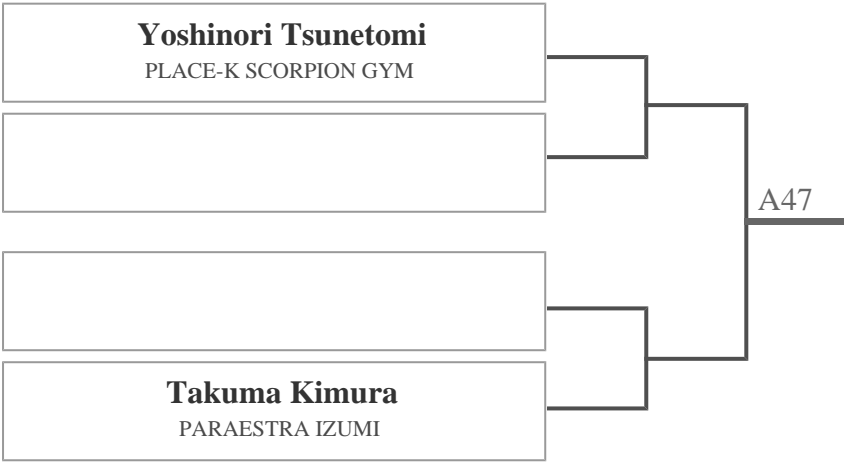 Yoshinori Tsunetomi
PLACE-K SCORPION GYM
A47
Takuma Kimura
PARAESTRA IZUMI